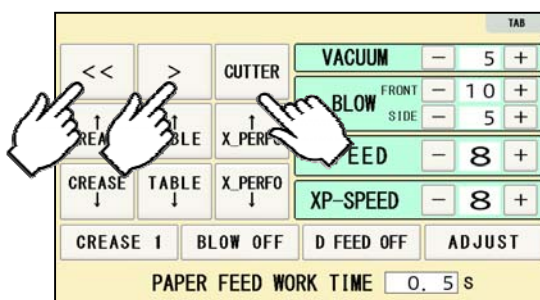 TAB
<< > CUTTER
VACUUM − 5 +
BLOW FRONT − 10 +
SIDE − 5 +
↑ ↑ ↑
X_PERFO
− 8 +
CREASE TABLE X_PERFO
↓ ↓ ↓
XP-SPEED − 8 +
CREASE 1 BLOW OFF D FEED OFF ADJUST
PAPER FEED WORK TIME 0. 5 s